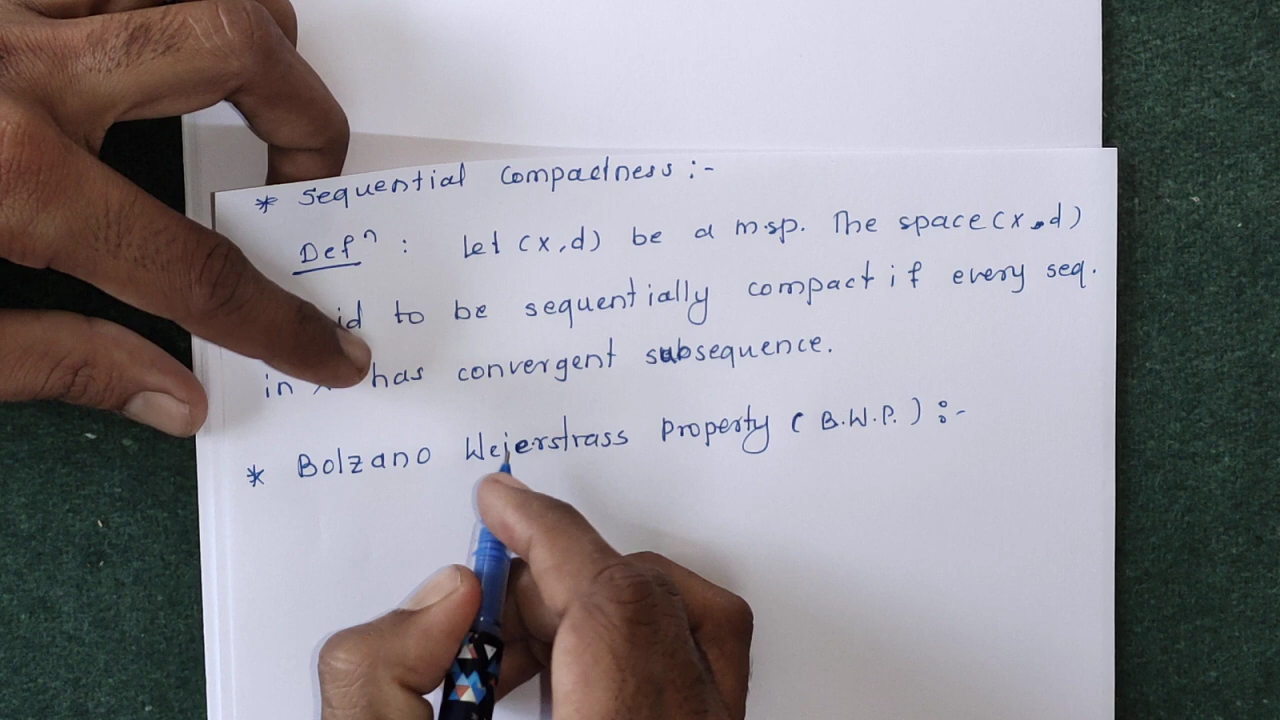 * Sequential compactness :-
Defⁿ : Let (X,d) be a m.sp. The space (X,d)
id to be sequentially compact if every seq.
in X has convergent subsequence.
* Bolzano Weierstrass Property ( B.W.P. ) :-